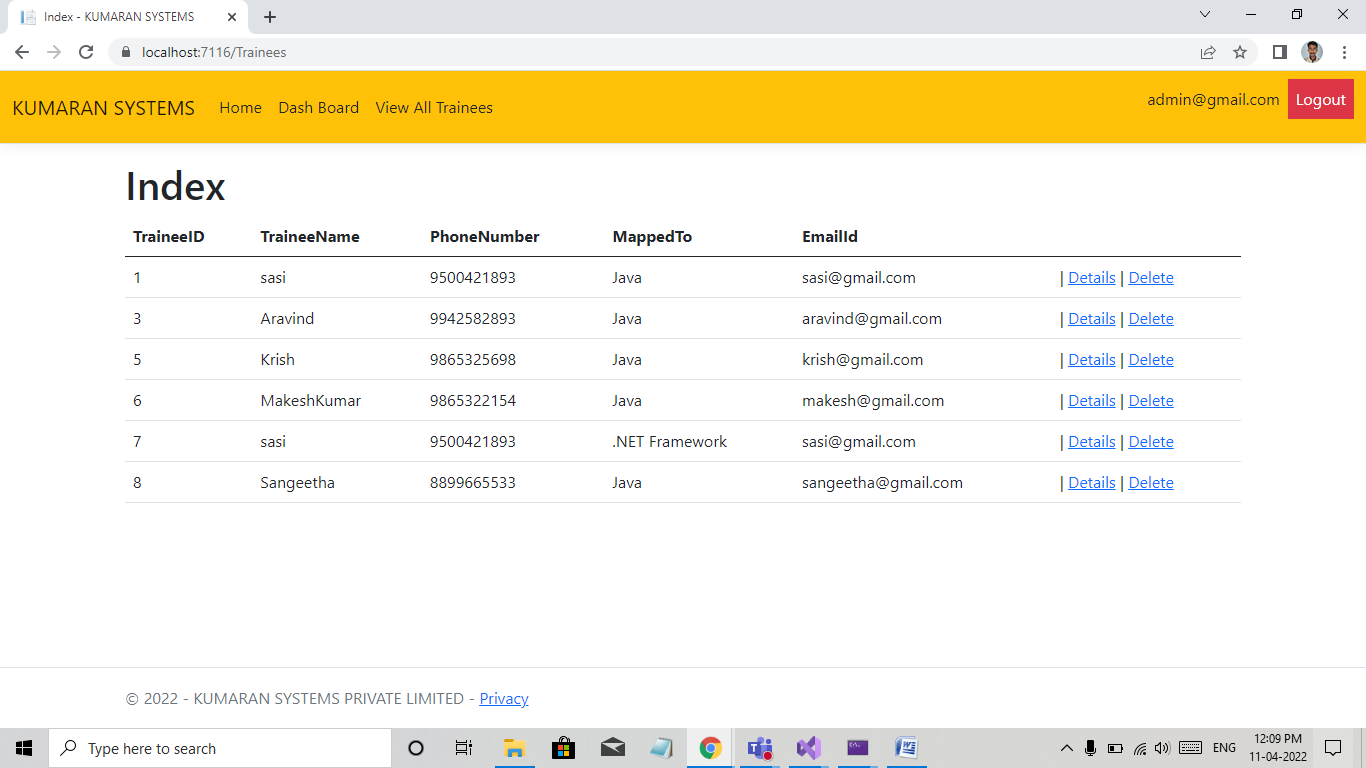 Index - KUMARAN SYSTEMS
localhost:7116/Trainees
KUMARAN SYSTEMS Home Dash Board View All Trainees admin@gmail.com Logout
Index
TraineeID TraineeName PhoneNumber MappedTo EmailId
1 sasi 9500421893 Java sasi@gmail.com | Details | Delete
3 Aravind 9942582893 Java aravind@gmail.com | Details | Delete
5 Krish 9865325698 Java krish@gmail.com | Details | Delete
6 MakeshKumar 9865322154 Java makesh@gmail.com | Details | Delete
7 sasi 9500421893 .NET Framework sasi@gmail.com | Details | Delete
8 Sangeetha 8899665533 Java sangeetha@gmail.com | Details | Delete
© 2022 - KUMARAN SYSTEMS PRIVATE LIMITED - Privacy
Type here to search
ENG
12:09 PM
11-04-2022